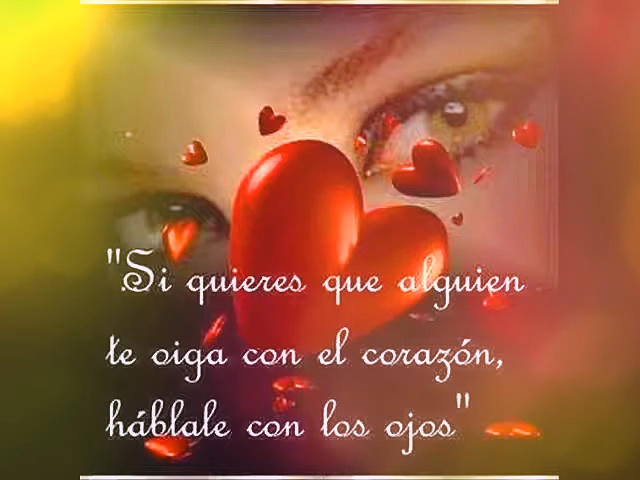 "Si quieres que alguien
te oiga con el corazón,
háblale con los ojos"